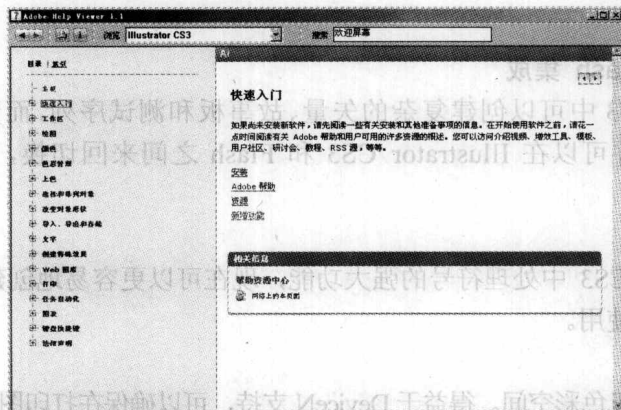 Adobe Help Viewer 1.1
浏览 Illustrator CS3 搜索 欢迎屏幕
目录 | 索引
主页
快速入门
工作区
绘图
颜色
色彩管理
上色
选择和排列对象
改变对象形状
导入、导出和存储
文字
创建特殊效果
Web 图形
打印
任务自动化
图表
键盘快捷键
法律声明
Ai
快速入门
如果尚未安装新软件,请先阅读一些有关安装和其他准备事项的信息。在开始使用软件之前,请花一
点时间阅读有关 Adobe 帮助和用户可用的许多资源的概述。您可以访问介绍视频、增效工具、模板、
用户社区、研讨会、教程、RSS 源,等等。
安装
Adobe 帮助
资源
新增功能
相关信息
帮助资源中心
网络上的本页面